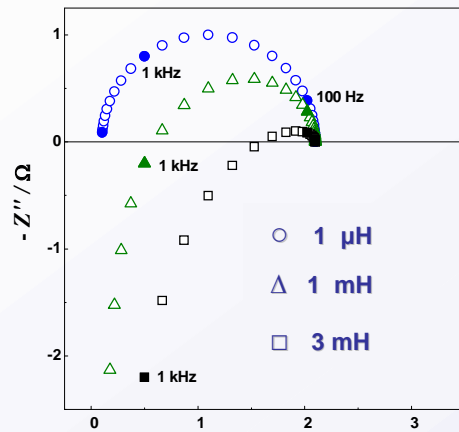 1
0
-1
-2
- Z'' / Ω
1 kHz
100 Hz
1 kHz
1 kHz
1 µH
1 mH
3 mH
0 1 2 3